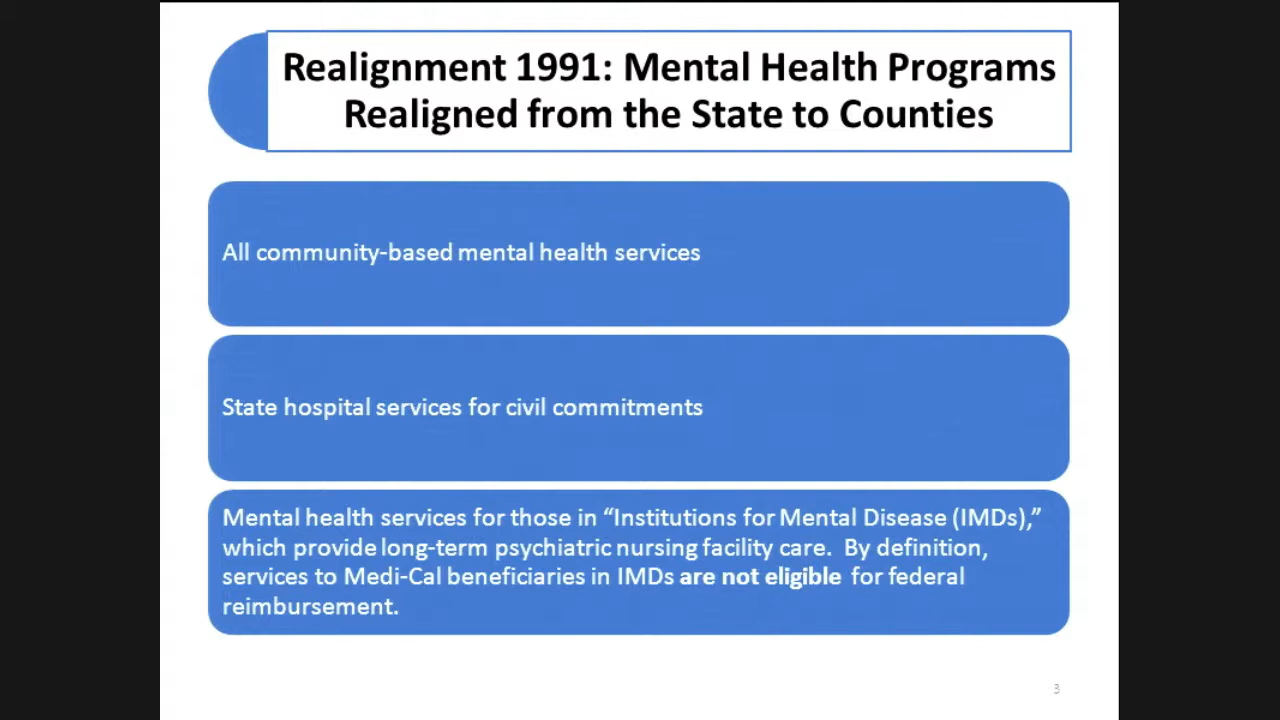 Realignment 1991: Mental Health Programs
Realigned from the State to Counties
All community-based mental health services
State hospital services for civil commitments
Mental health services for those in “Institutions for Mental Disease (IMDs),”
which provide long-term psychiatric nursing facility care.  By definition,
services to Medi-Cal beneficiaries in IMDs are not eligible  for federal
reimbursement.
3